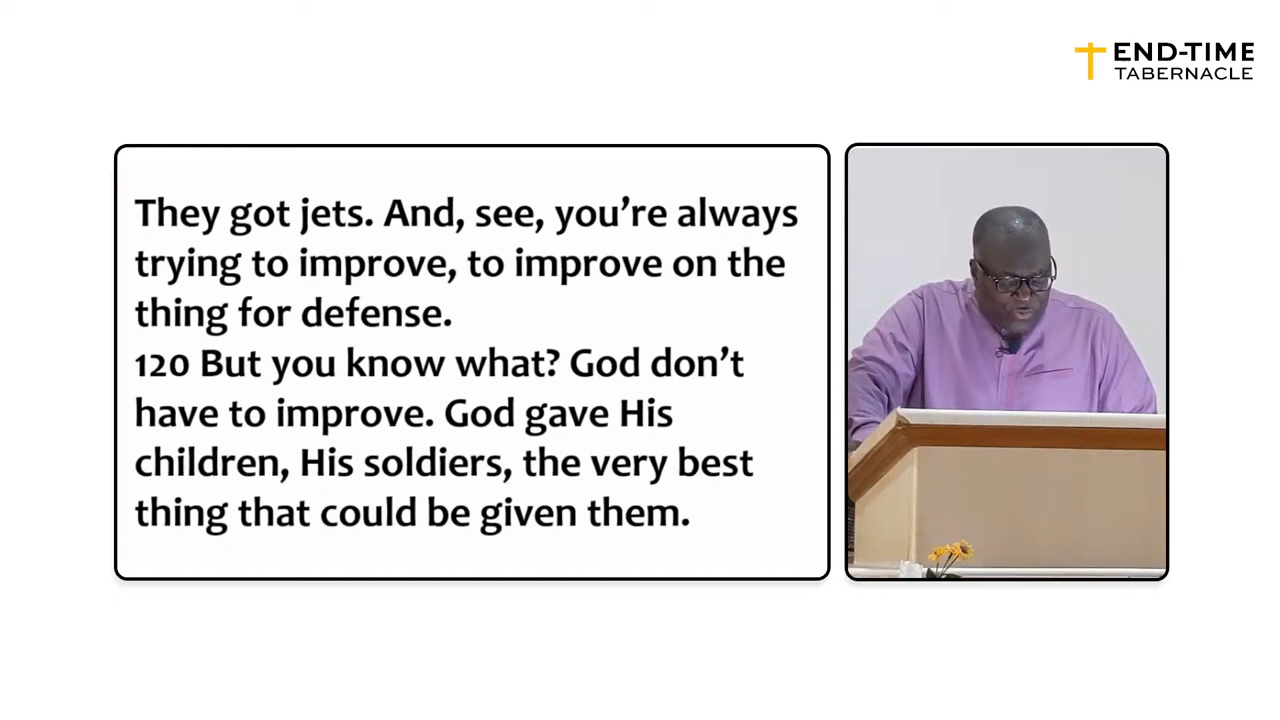 END-TIME
TABERNACLE
They got jets. And, see, you’re always
trying to improve, to improve on the
thing for defense.
120 But you know what? God don’t
have to improve. God gave His
children, His soldiers, the very best
thing that could be given them.